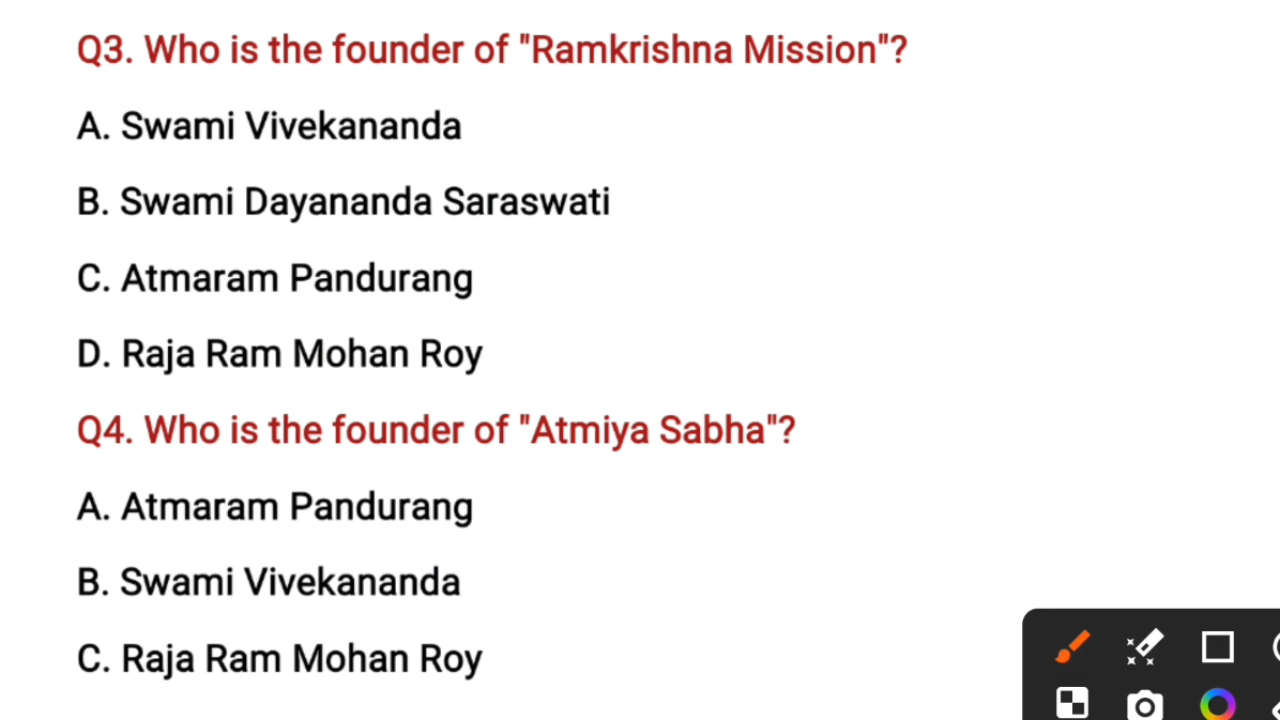 Q3. Who is the founder of "Ramkrishna Mission"?
A. Swami Vivekananda
B. Swami Dayananda Saraswati
C. Atmaram Pandurang
D. Raja Ram Mohan Roy
Q4. Who is the founder of "Atmiya Sabha"?
A. Atmaram Pandurang
B. Swami Vivekananda
C. Raja Ram Mohan Roy